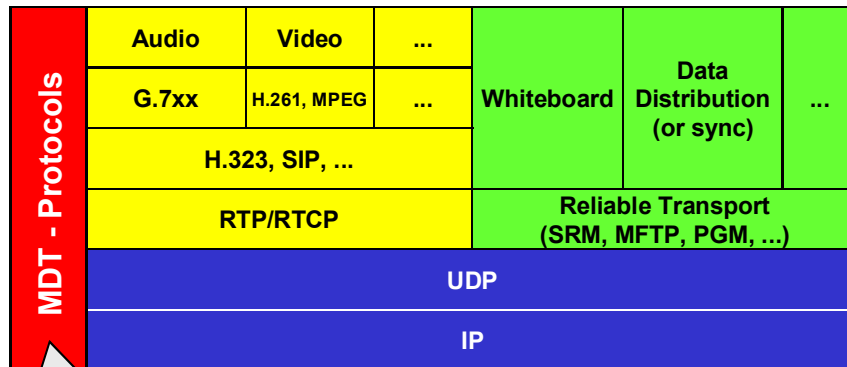 MDT - Protocols
Audio
Video
...
G.7xx
H.261, MPEG
...
H.323, SIP, ...
RTP/RTCP
Whiteboard
Data
Distribution
(or sync)
...
Reliable Transport
(SRM, MFTP, PGM, ...)
UDP
IP